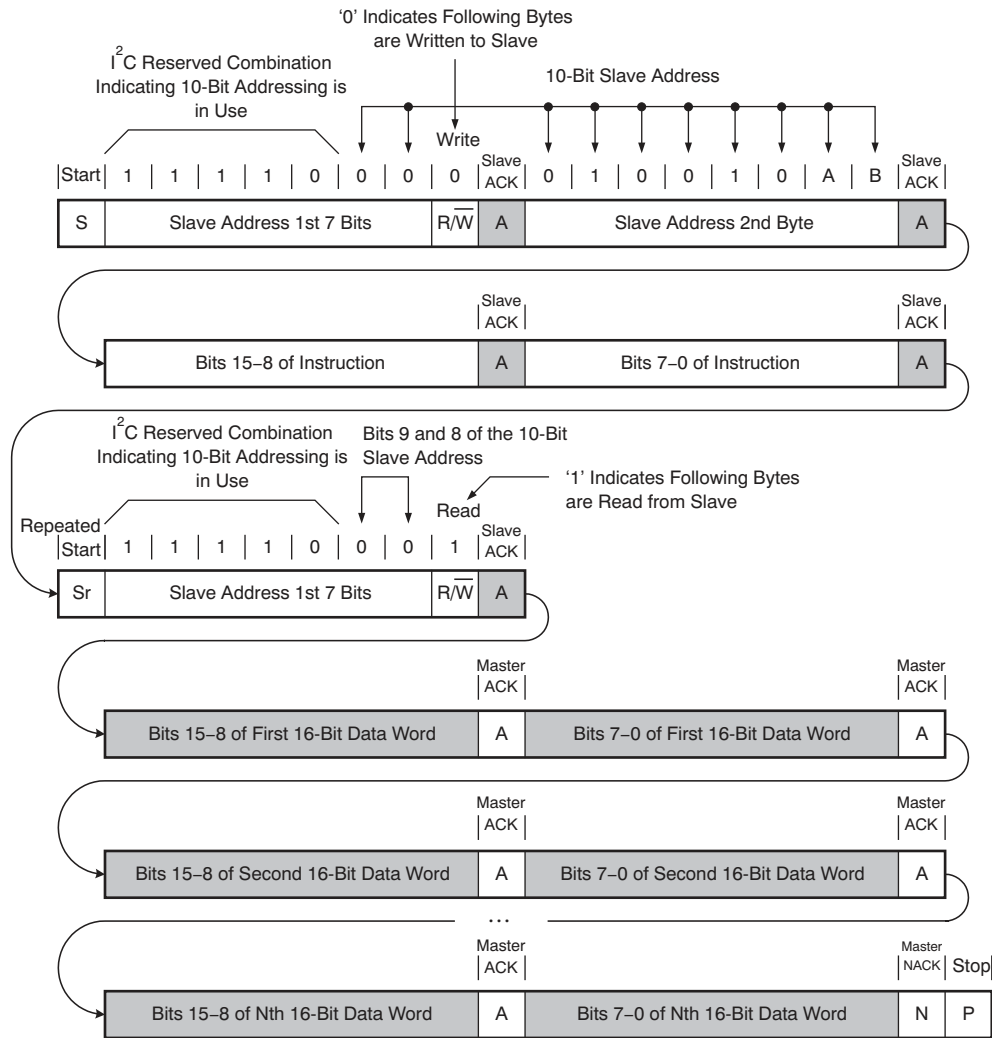 '0' Indicates Following Bytes
are Written to Slave
I2C Reserved Combination
Indicating 10-Bit Addressing is
in Use
10-Bit Slave Address
Write
Start 1 1 1 1 0 0 0 0 Slave ACK 0 1 0 0 1 0 A B Slave ACK
S Slave Address 1st 7 Bits R/W̅ A Slave Address 2nd Byte A
Slave Slave
ACK ACK
Bits 15–8 of Instruction A Bits 7–0 of Instruction A
I2C Reserved Combination
Indicating 10-Bit Addressing is
in Use
Bits 9 and 8 of the 10-Bit
Slave Address
'1' Indicates Following Bytes
are Read from Slave
Read
Repeated
Start 1 1 1 1 0 0 0 1 Slave ACK
Sr Slave Address 1st 7 Bits R/W̅ A
Master Master
ACK ACK
Bits 15–8 of First 16-Bit Data Word A Bits 7–0 of First 16-Bit Data Word A
Master Master
ACK ACK
Bits 15–8 of Second 16-Bit Data Word A Bits 7–0 of Second 16-Bit Data Word A
...
Master Master
ACK NACK Stop
Bits 15–8 of Nth 16-Bit Data Word A Bits 7–0 of Nth 16-Bit Data Word N P